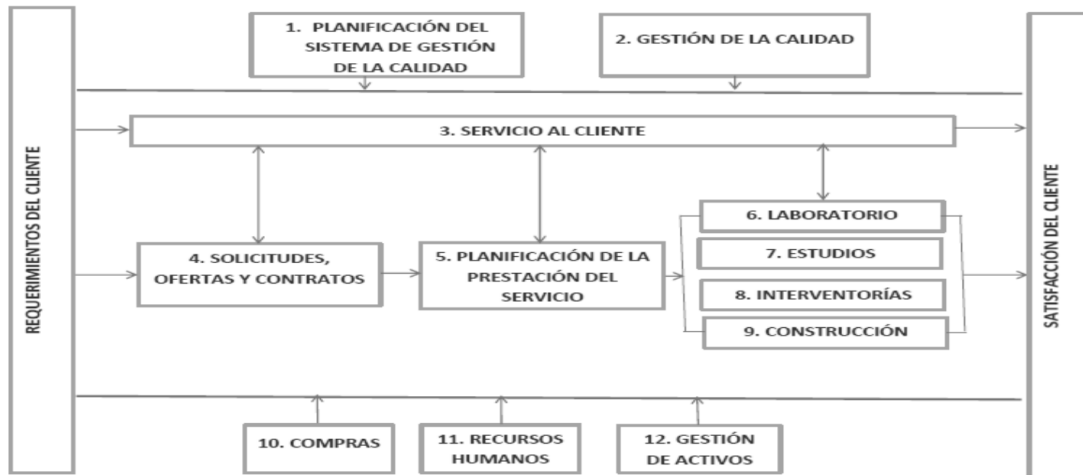 1. PLANIFICACIÓN DEL
SISTEMA DE GESTIÓN
DE LA CALIDAD
2. GESTIÓN DE LA CALIDAD
REQUERIMIENTOS DEL CLIENTE
3. SERVICIO AL CLIENTE
4. SOLICITUDES,
OFERTAS Y CONTRATOS
5. PLANIFICACIÓN DE LA
PRESTACIÓN DEL
SERVICIO
6. LABORATORIO
7. ESTUDIOS
8. INTERVENTORÍAS
9. CONSTRUCCIÓN
SATISFACCIÓN DEL CLIENTE
10. COMPRAS
11. RECURSOS
HUMANOS
12. GESTIÓN
DE ACTIVOS